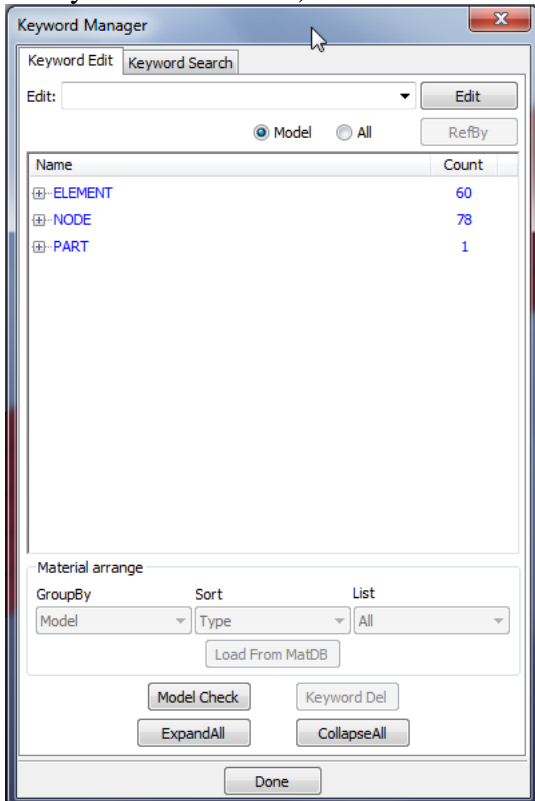 Keyword Manager
Keyword Edit Keyword Search
Edit: Edit
Model All RefBy
Name Count
ELEMENT 60
NODE 78
PART 1
Material arrange
GroupBy Sort List
Model Type All
Load From MatDB
Model Check Keyword Del
ExpandAll CollapseAll
Done